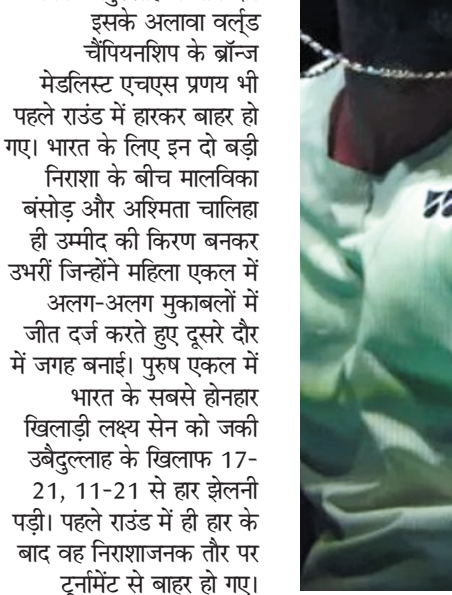 इसके अलावा वर्ल्ड
चैंपियनशिप के ब्रॉन्ज
मेडलिस्ट एचएस प्रणय भी
पहले राउंड में हारकर बाहर हो
गए। भारत के लिए इन दो बड़ी
निराशा के बीच मालविका
बंसोड़ और अश्मिता चालिहा
ही उम्मीद की किरण बनकर
उभरीं जिन्होंने महिला एकल में
अलग-अलग मुकाबलों में
जीत दर्ज करते हुए दूसरे दौर
में जगह बनाई। पुरुष एकल में
भारत के सबसे होनहार
खिलाड़ी लक्ष्य सेन को जकी
उबैदुल्लाह के खिलाफ 17-
21, 11-21 से हार झेलनी
पड़ी। पहले राउंड में ही हार के
बाद वह निराशाजनक तौर पर
टूर्नामेंट से बाहर हो गए।